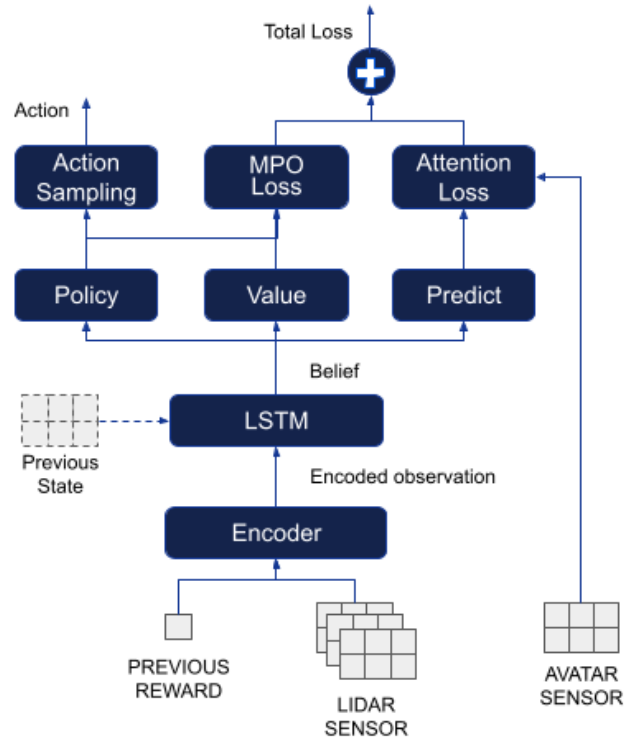 Total Loss
Action
Action
Sampling
MPO
Loss
Attention
Loss
Policy
Value
Predict
Belief
LSTM
Previous
State
Encoded observation
Encoder
PREVIOUS
REWARD
LIDAR
SENSOR
AVATAR
SENSOR